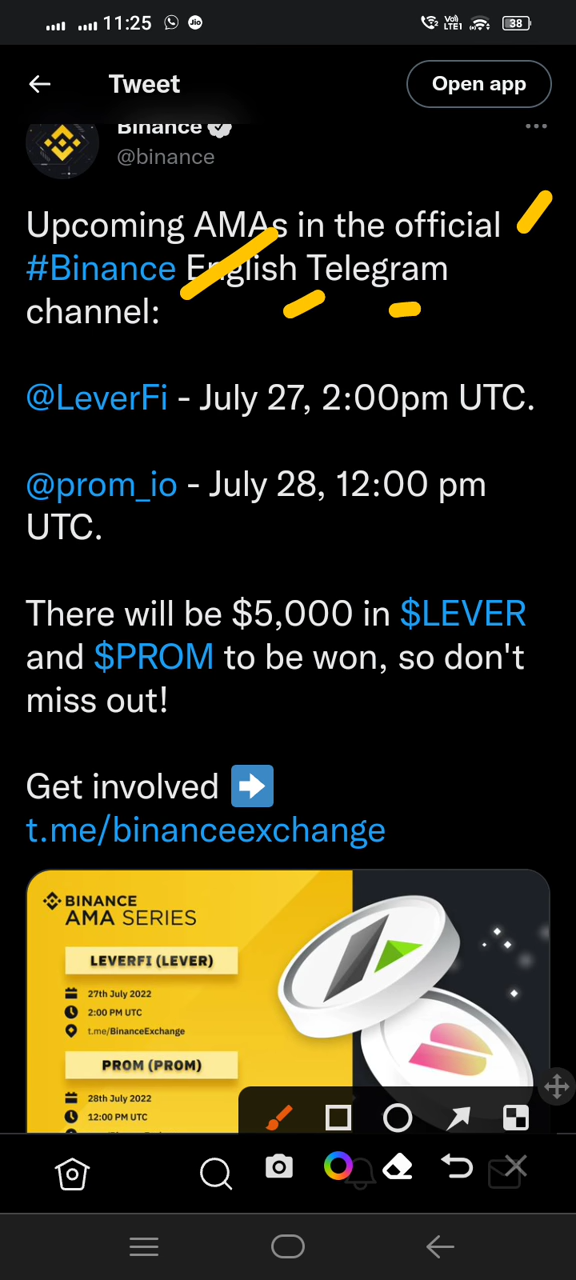 11:25
Jio
Vo))
LTE1
38
Tweet
Open app
Binance
@binance
Upcoming AMAs in the official
#Binance English Telegram
channel:
@LeverFi - July 27, 2:00pm UTC.
@prom_io - July 28, 12:00 pm
UTC.
There will be $5,000 in $LEVER
and $PROM to be won, so don't
miss out!
Get involved
t.me/binanceexchange
BINANCE
AMA SERIES
LEVERFI (LEVER)
27th July 2022
2:00 PM UTC
t.me/BinanceExchange
PROM (PROM)
28th July 2022
12:00 PM UTC